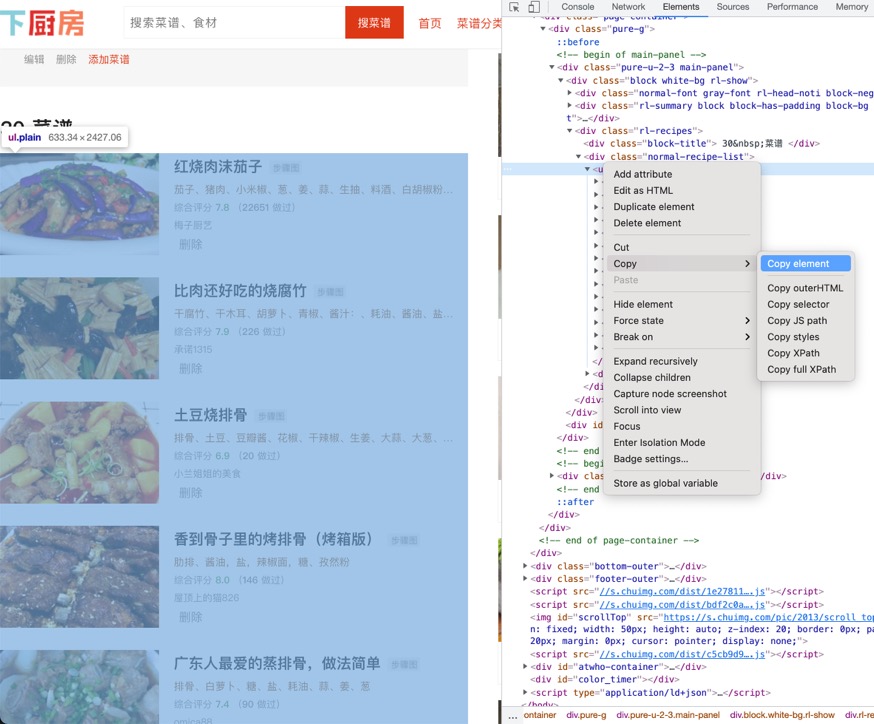 下厨房
搜索菜谱、食材
搜菜谱
首页
菜谱分类
编辑 删除 添加菜谱
ul.plain 633.34×2427.06
红烧肉沫茄子 步骤图
茄子、猪肉、小米椒、葱、姜、蒜、生抽、料酒、白胡椒粉...
综合评分 7.8 （22651 做过）
梅子厨艺
删除
比肉还好吃的烧腐竹 步骤图
干腐竹、干木耳、胡萝卜、青椒、酱汁：、耗油、酱油、盐...
综合评分 7.9 （226 做过）
承诺1315
删除
土豆烧排骨 步骤图
排骨、土豆、豆瓣酱、花椒、干辣椒、生姜、大蒜、大葱、...
综合评分 6.9 （20 做过）
小兰姐姐的美食
删除
香到骨子里的烤排骨（烤箱版） 步骤图
肋排、酱油、盐，辣椒面，糖、孜然粉
综合评分 8.0 （146 做过）
屋顶上的猫826
删除
广东人最爱的蒸排骨，做法简单 步骤图
排骨、白萝卜、糖、盐、耗油、蒜、姜、葱
综合评分 7.4 （90 做过）
Console Network Elements Sources Performance Memory
<div class="pure-g">
::before
<!-- begin of main-panel -->
<div class="pure-u-2-3 main-panel">
<div class="block white-bg rl-show">
<div class="normal-font gray-font rl-head-noti block-neg
<div class="rl-summary block block-has-padding block-bg
t">…</div>
<div class="rl-recipes">
<div class="block-title"> 30&nbsp;菜谱 </div>
<div class="normal-recipe-list">
<u
Add attribute
Edit as HTML
Duplicate element
Delete element
Cut
Copy
Paste
Hide element
Force state
Break on
Expand recursively
Collapse children
Capture node screenshot
Scroll into view
Focus
Enter Isolation Mode
Badge settings...
Store as global variable
Copy element
Copy outerHTML
Copy selector
Copy JS path
Copy styles
Copy XPath
Copy full XPath
</
<d
</di
</div>
</div>
<div id
</div>
<!-- end
<!-- begi
<div clas
</div>
<!-- end
::after
</div>
</div>
<!-- end of page-container -->
</div>
<div class="bottom-outer">…</div>
<div class="footer-outer">…</div>
<script src="//s.chuimg.com/dist/1e27811….js"></script>
<script src="//s.chuimg.com/dist/bdf2c0a….js"></script>
<img id="scrollTop" src="https://s.chuimg.com/pic/2013/scroll_top
n: fixed; width: 50px; height: auto; z-index: 20; border: 0px; pa
20px; margin: 0px; cursor: pointer; display: none;">
<script src="//s.chuimg.com/dist/c5cb9d9….js"></script>
<div id="atwho-container">…</div>
<div id="color_timer"></div>
<script type="application/ld+json">…</script>
… ontainer div.pure-g div.pure-u-2-3.main-panel div.block.white-bg.rl-show div.rl-re